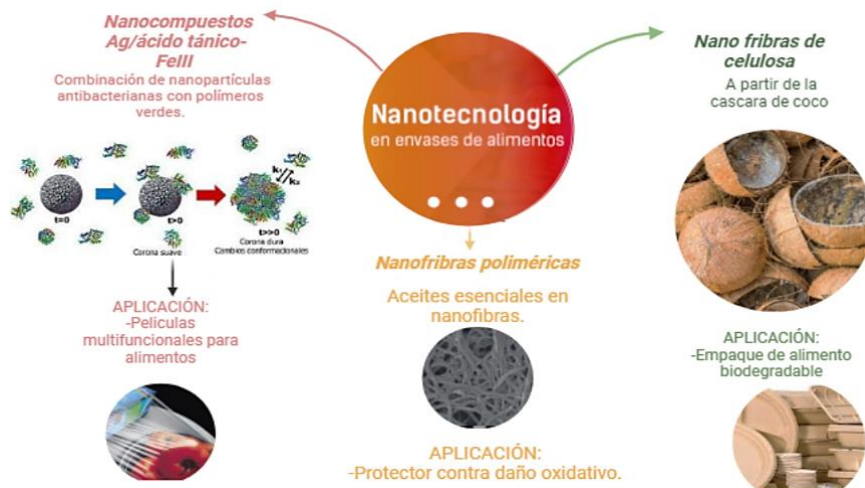 Nanocompuestos
Ag/ácido tánico-
FeIII
Combinación de nanopartículas
antibacterianas con polímeros
verdes.
t=0
t>0
t>>0
Corona suave
Corona dura
Cambios conformacionales
APLICACIÓN:
-Peliculas
multifuncionales para
alimentos
Nanotecnología
en envases de alimentos
Nanofribras poliméricas
Aceites esenciales en
nanofibras.
APLICACIÓN:
-Protector contra daño oxidativo.
Nano fribras de
celulosa
A partir de la
cascara de coco
APLICACIÓN:
-Empaque de alimento
biodegradable